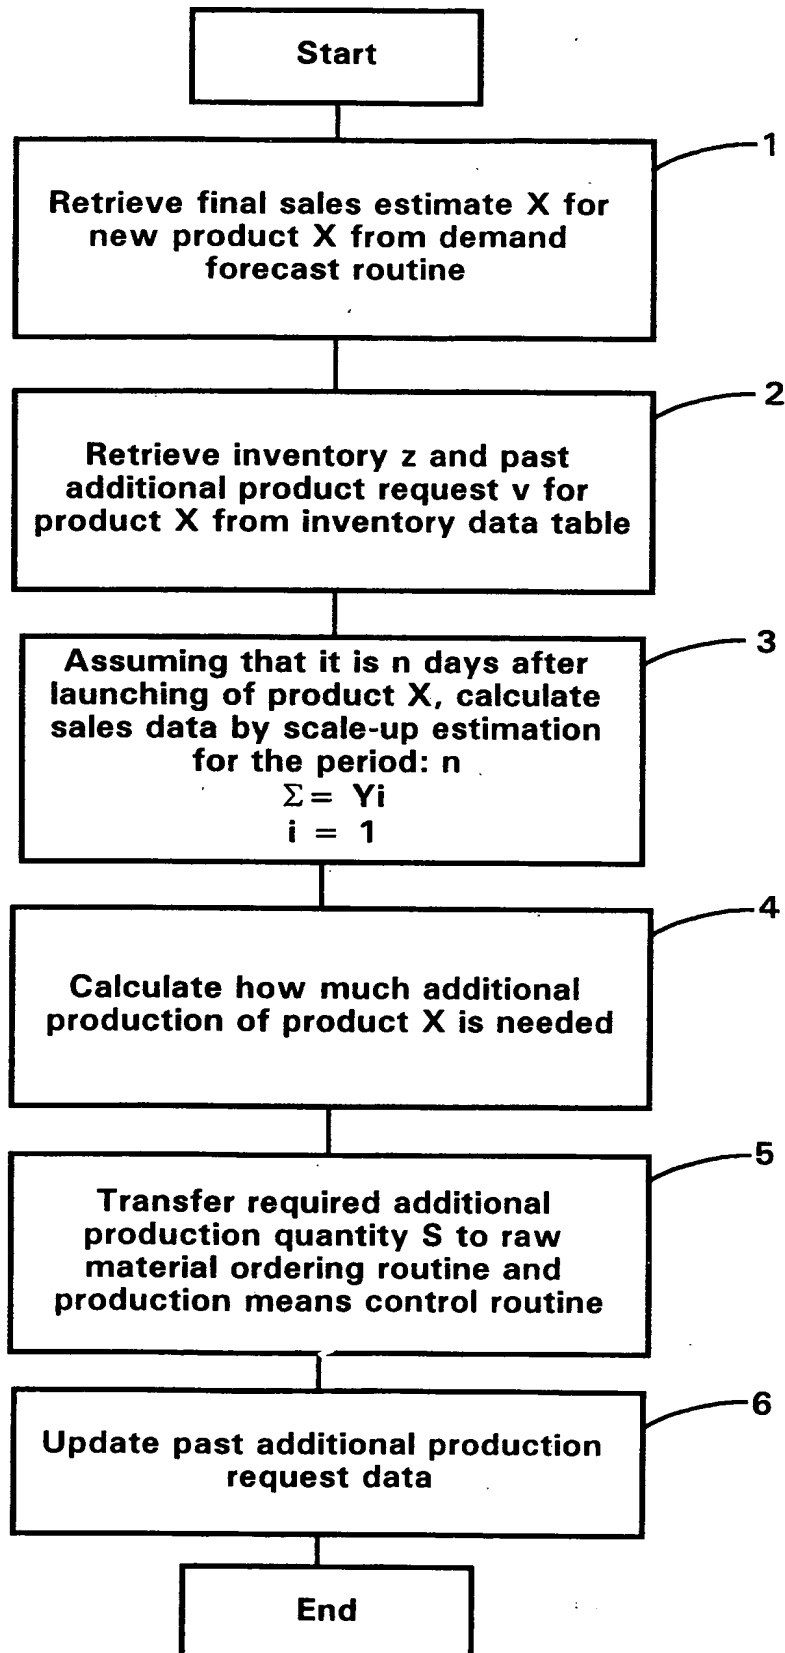 Start
1
Retrieve final sales estimate X for
new product X from demand
forecast routine
2
Retrieve inventory z and past
additional product request v for
product X from inventory data table
3
Assuming that it is n days after
launching of product X, calculate
sales data by scale-up estimation
for the period: n
Σ= Yi
i = 1
4
Calculate how much additional
production of product X is needed
5
Transfer required additional
production quantity S to raw
material ordering routine and
production means control routine
6
Update past additional production
request data
End